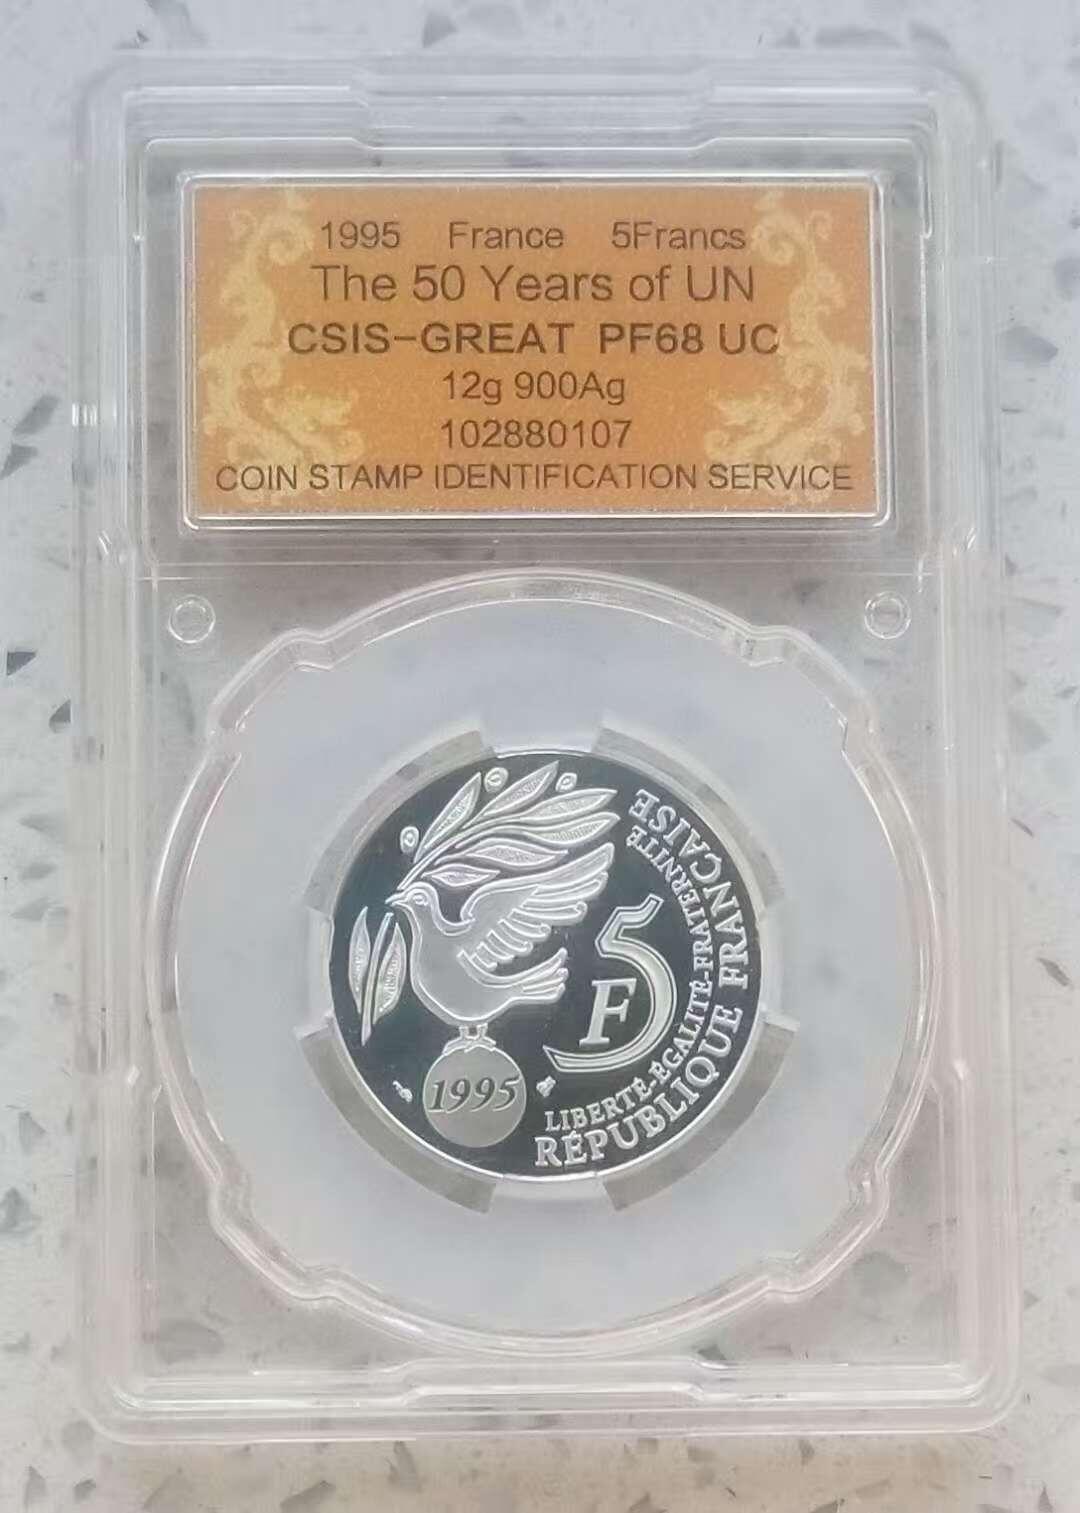 1995 France 5Francs
The 50 Years of UN
CSIS-GREAT PF68 UC
12g 900Ag
102880107
COIN STAMP IDENTIFICATION SERVICE
5
F
1995
LIBERTÉ-ÉGALITÉ-FRATERNITÉ
RÉPUBLIQUE FRANÇAISE